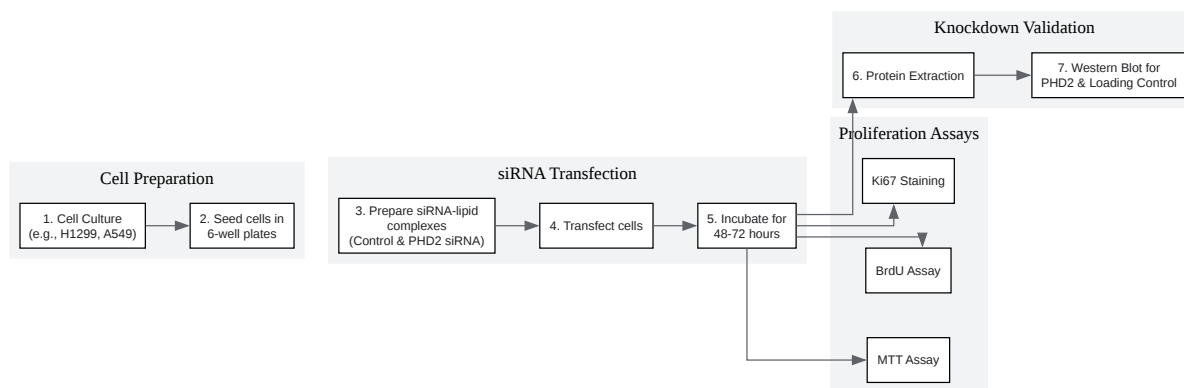 Cell Preparation
1. Cell Culture
(e.g., H1299, A549)
2. Seed cells in
6-well plates
siRNA Transfection
3. Prepare siRNA-lipid
complexes
(Control & PHD2 siRNA)
4. Transfect cells
5. Incubate for
48-72 hours
Knockdown Validation
6. Protein Extraction
7. Western Blot for
PHD2 & Loading Control
Proliferation Assays
Ki67 Staining
BrdU Assay
MTT Assay